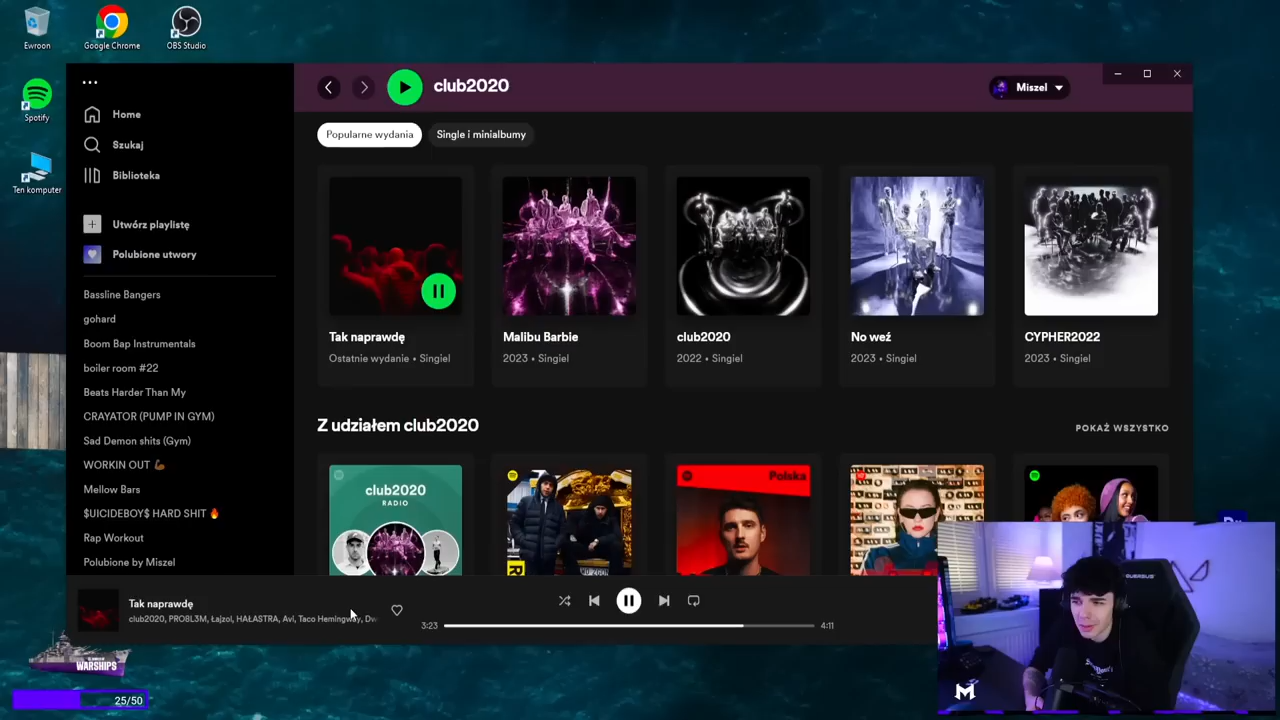 Ewroon
Google Chrome
OBS Studio
Spotify
Ten komputer
Home
Szukaj
Biblioteka
Utwórz playlistę
Polubione utwory
Bassline Bangers
gohard
Boom Bap Instrumentals
boiler room #22
Beats Harder Than My
CRAYATOR (PUMP IN GYM)
Sad Demon shits (Gym)
WORKIN OUT 💪🏾
Mellow Bars
$UICIDEBOY$ HARD SHIT 🔥
Rap Workout
Polubione by Miszel
club2020
Miszel
Popularne wydania
Single i minialbumy
Tak naprawdę
Ostatnie wydanie • Singiel
Malibu Barbie
2023 • Singiel
club2020
2022 • Singiel
No weź
2023 • Singiel
CYPHER2022
2023 • Singiel
Z udziałem club2020
POKAŻ WSZYSTKO
club2020
RADIO
Polska
Tak naprawdę
club2020, PRO8L3M, Łajzol, HAŁASTRA, Avi, Taco Hemingway, Dw
3:23
4:11
WARSHIPS
25/50
M